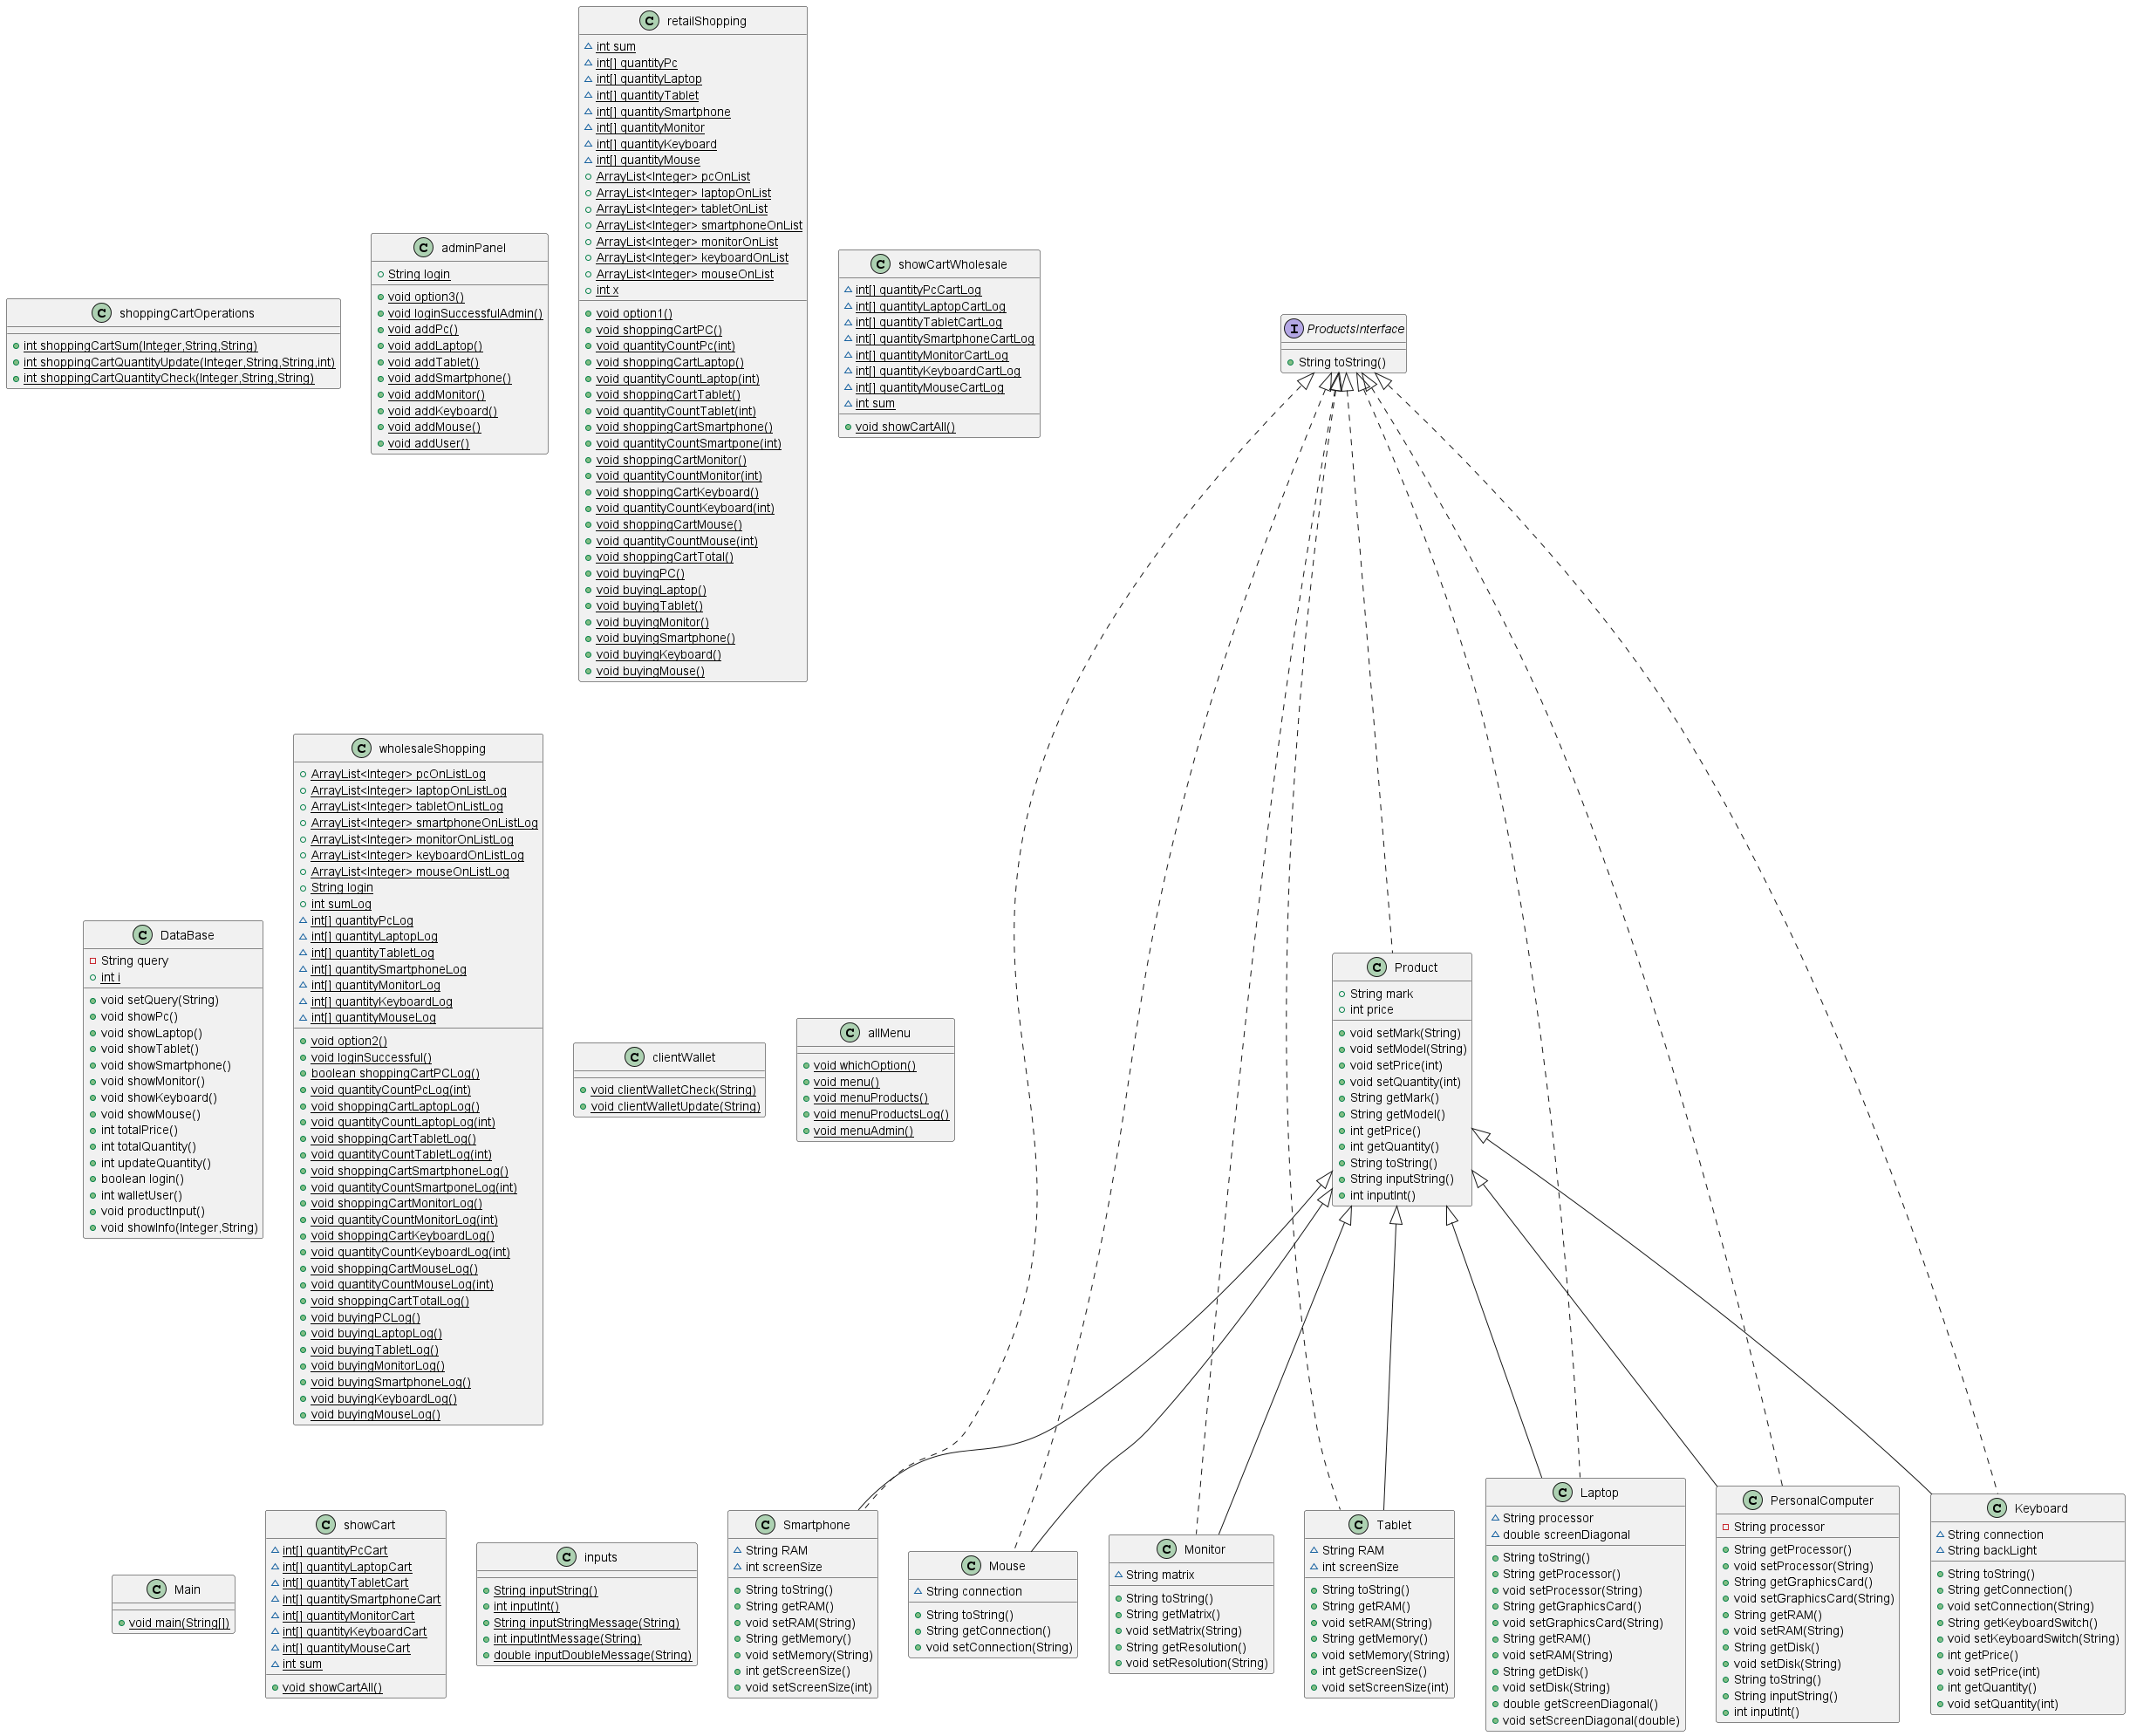 retailShopping
int sum
int[] quantityPc
int[] quantityLaptop
int[] quantityTablet
int[] quantitySmartphone
int[] quantityMonitor
int[] quantityKeyboard
int[] quantityMouse
ArrayList<Integer> pcOnList
ArrayList<Integer> laptopOnList
ArrayList<Integer> tabletOnList
ArrayList<Integer> smartphoneOnList
ArrayList<Integer> monitorOnList
ArrayList<Integer> keyboardOnList
ArrayList<Integer> mouseOnList
int x
void option1()
void shoppingCartPC()
void quantityCountPc(int)
void shoppingCartLaptop()
void quantityCountLaptop(int)
void shoppingCartTablet()
void quantityCountTablet(int)
void shoppingCartSmartphone()
void quantityCountSmartpone(int)
void shoppingCartMonitor()
void quantityCountMonitor(int)
void shoppingCartKeyboard()
void quantityCountKeyboard(int)
void shoppingCartMouse()
void quantityCountMouse(int)
void shoppingCartTotal()
void buyingPC()
void buyingLaptop()
void buyingTablet()
void buyingMonitor()
void buyingSmartphone()
void buyingKeyboard()
void buyingMouse()
shoppingCartOperations
int shoppingCartSum(Integer,String,String)
int shoppingCartQuantityUpdate(Integer,String,String,int)
int shoppingCartQuantityCheck(Integer,String,String)
adminPanel
String login
void option3()
void loginSuccessfulAdmin()
void addPc()
void addLaptop()
void addTablet()
void addSmartphone()
void addMonitor()
void addKeyboard()
void addMouse()
void addUser()
showCartWholesale
int[] quantityPcCartLog
int[] quantityLaptopCartLog
int[] quantityTabletCartLog
int[] quantitySmartphoneCartLog
int[] quantityMonitorCartLog
int[] quantityKeyboardCartLog
int[] quantityMouseCartLog
int sum
void showCartAll()
ProductsInterface
String toString()
DataBase
String query
int i
void setQuery(String)
void showPc()
void showLaptop()
void showTablet()
void showSmartphone()
void showMonitor()
void showKeyboard()
void showMouse()
int totalPrice()
int totalQuantity()
int updateQuantity()
boolean login()
int walletUser()
void productInput()
void showInfo(Integer,String)
wholesaleShopping
ArrayList<Integer> pcOnListLog
ArrayList<Integer> laptopOnListLog
ArrayList<Integer> tabletOnListLog
ArrayList<Integer> smartphoneOnListLog
ArrayList<Integer> monitorOnListLog
ArrayList<Integer> keyboardOnListLog
ArrayList<Integer> mouseOnListLog
String login
int sumLog
int[] quantityPcLog
int[] quantityLaptopLog
int[] quantityTabletLog
int[] quantitySmartphoneLog
int[] quantityMonitorLog
int[] quantityKeyboardLog
int[] quantityMouseLog
void option2()
void loginSuccessful()
boolean shoppingCartPCLog()
void quantityCountPcLog(int)
void shoppingCartLaptopLog()
void quantityCountLaptopLog(int)
void shoppingCartTabletLog()
void quantityCountTabletLog(int)
void shoppingCartSmartphoneLog()
void quantityCountSmartponeLog(int)
void shoppingCartMonitorLog()
void quantityCountMonitorLog(int)
void shoppingCartKeyboardLog()
void quantityCountKeyboardLog(int)
void shoppingCartMouseLog()
void quantityCountMouseLog(int)
void shoppingCartTotalLog()
void buyingPCLog()
void buyingLaptopLog()
void buyingTabletLog()
void buyingMonitorLog()
void buyingSmartphoneLog()
void buyingKeyboardLog()
void buyingMouseLog()
clientWallet
void clientWalletCheck(String)
void clientWalletUpdate(String)
allMenu
void whichOption()
void menu()
void menuProducts()
void menuProductsLog()
void menuAdmin()
Product
String mark
int price
void setMark(String)
void setModel(String)
void setPrice(int)
void setQuantity(int)
String getMark()
String getModel()
int getPrice()
int getQuantity()
String toString()
String inputString()
int inputInt()
Main
void main(String[])
showCart
int[] quantityPcCart
int[] quantityLaptopCart
int[] quantityTabletCart
int[] quantitySmartphoneCart
int[] quantityMonitorCart
int[] quantityKeyboardCart
int[] quantityMouseCart
int sum
void showCartAll()
inputs
String inputString()
int inputInt()
String inputStringMessage(String)
int inputIntMessage(String)
double inputDoubleMessage(String)
Smartphone
String RAM
int screenSize
String toString()
String getRAM()
void setRAM(String)
String getMemory()
void setMemory(String)
int getScreenSize()
void setScreenSize(int)
Mouse
String connection
String toString()
String getConnection()
void setConnection(String)
Monitor
String matrix
String toString()
String getMatrix()
void setMatrix(String)
String getResolution()
void setResolution(String)
Tablet
String RAM
int screenSize
String toString()
String getRAM()
void setRAM(String)
String getMemory()
void setMemory(String)
int getScreenSize()
void setScreenSize(int)
Laptop
String processor
double screenDiagonal
String toString()
String getProcessor()
void setProcessor(String)
String getGraphicsCard()
void setGraphicsCard(String)
String getRAM()
void setRAM(String)
String getDisk()
void setDisk(String)
double getScreenDiagonal()
void setScreenDiagonal(double)
PersonalComputer
String processor
String getProcessor()
void setProcessor(String)
String getGraphicsCard()
void setGraphicsCard(String)
String getRAM()
void setRAM(String)
String getDisk()
void setDisk(String)
String toString()
String inputString()
int inputInt()
Keyboard
String connection
String backLight
String toString()
String getConnection()
void setConnection(String)
String getKeyboardSwitch()
void setKeyboardSwitch(String)
int getPrice()
void setPrice(int)
int getQuantity()
void setQuantity(int)